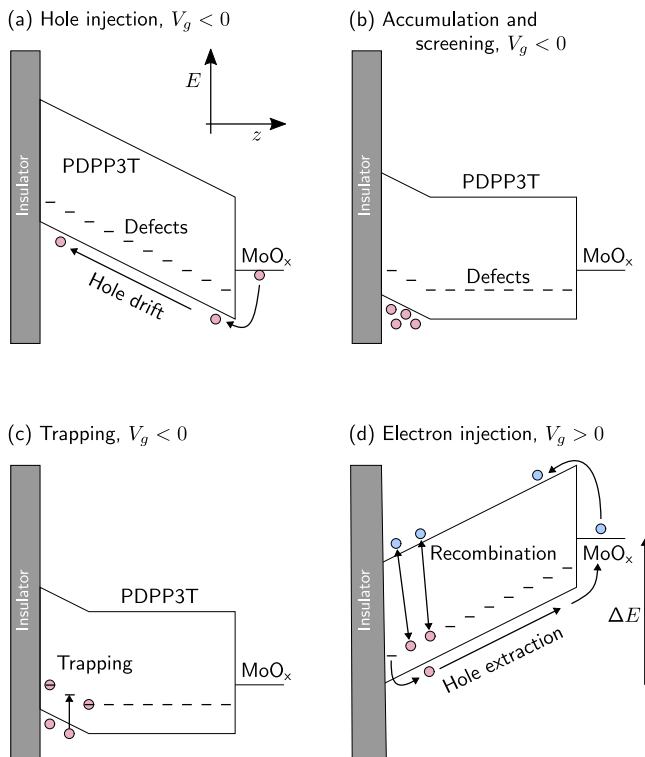 (a) Hole injection, V_g < 0
E
z
Insulator
PDPP3T
Defects
MoO_x
Hole drift
(b) Accumulation and
screening, V_g < 0
Insulator
PDPP3T
MoO_x
Defects
(c) Trapping, V_g < 0
Insulator
PDPP3T
Trapping
MoO_x
(d) Electron injection, V_g > 0
Insulator
Recombination
MoO_x
ΔE
Hole extraction